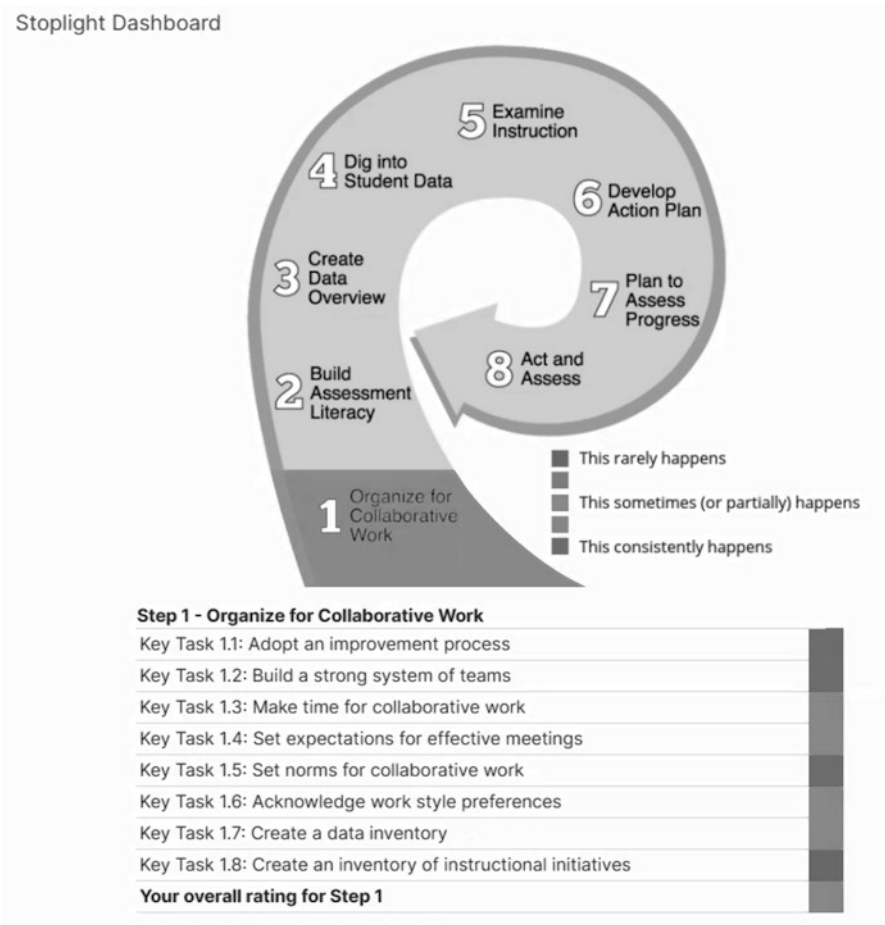 Stoplight Dashboard
5 Examine
Instruction
4 Dig into
Student Data
6 Develop
Action Plan
3 Create
Data
Overview
7 Plan to
Assess
Progress
8 Act and
Assess
2 Build
Assessment
Literacy
1 Organize for
Collaborative
Work
This rarely happens
This sometimes (or partially) happens
This consistently happens
Step 1 - Organize for Collaborative Work
Key Task 1.1: Adopt an improvement process
Key Task 1.2: Build a strong system of teams
Key Task 1.3: Make time for collaborative work
Key Task 1.4: Set expectations for effective meetings
Key Task 1.5: Set norms for collaborative work
Key Task 1.6: Acknowledge work style preferences
Key Task 1.7: Create a data inventory
Key Task 1.8: Create an inventory of instructional initiatives
Your overall rating for Step 1